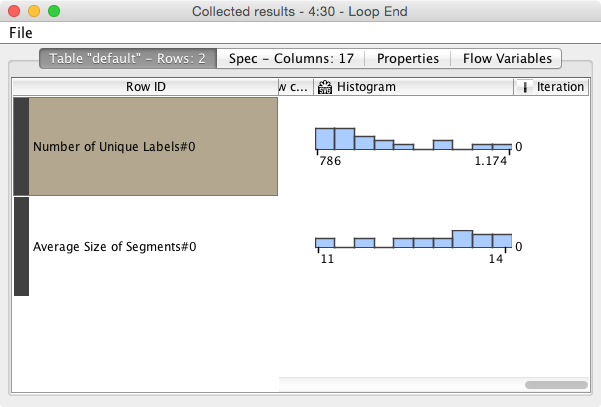 Collected results - 4:30 - Loop End
File
Table "default" - Rows: 2 Spec - Columns: 17 Properties Flow Variables
Row ID w c... Histogram Iteration
Number of Unique Labels#0 0
786 1.174
Average Size of Segments#0 0
11 14